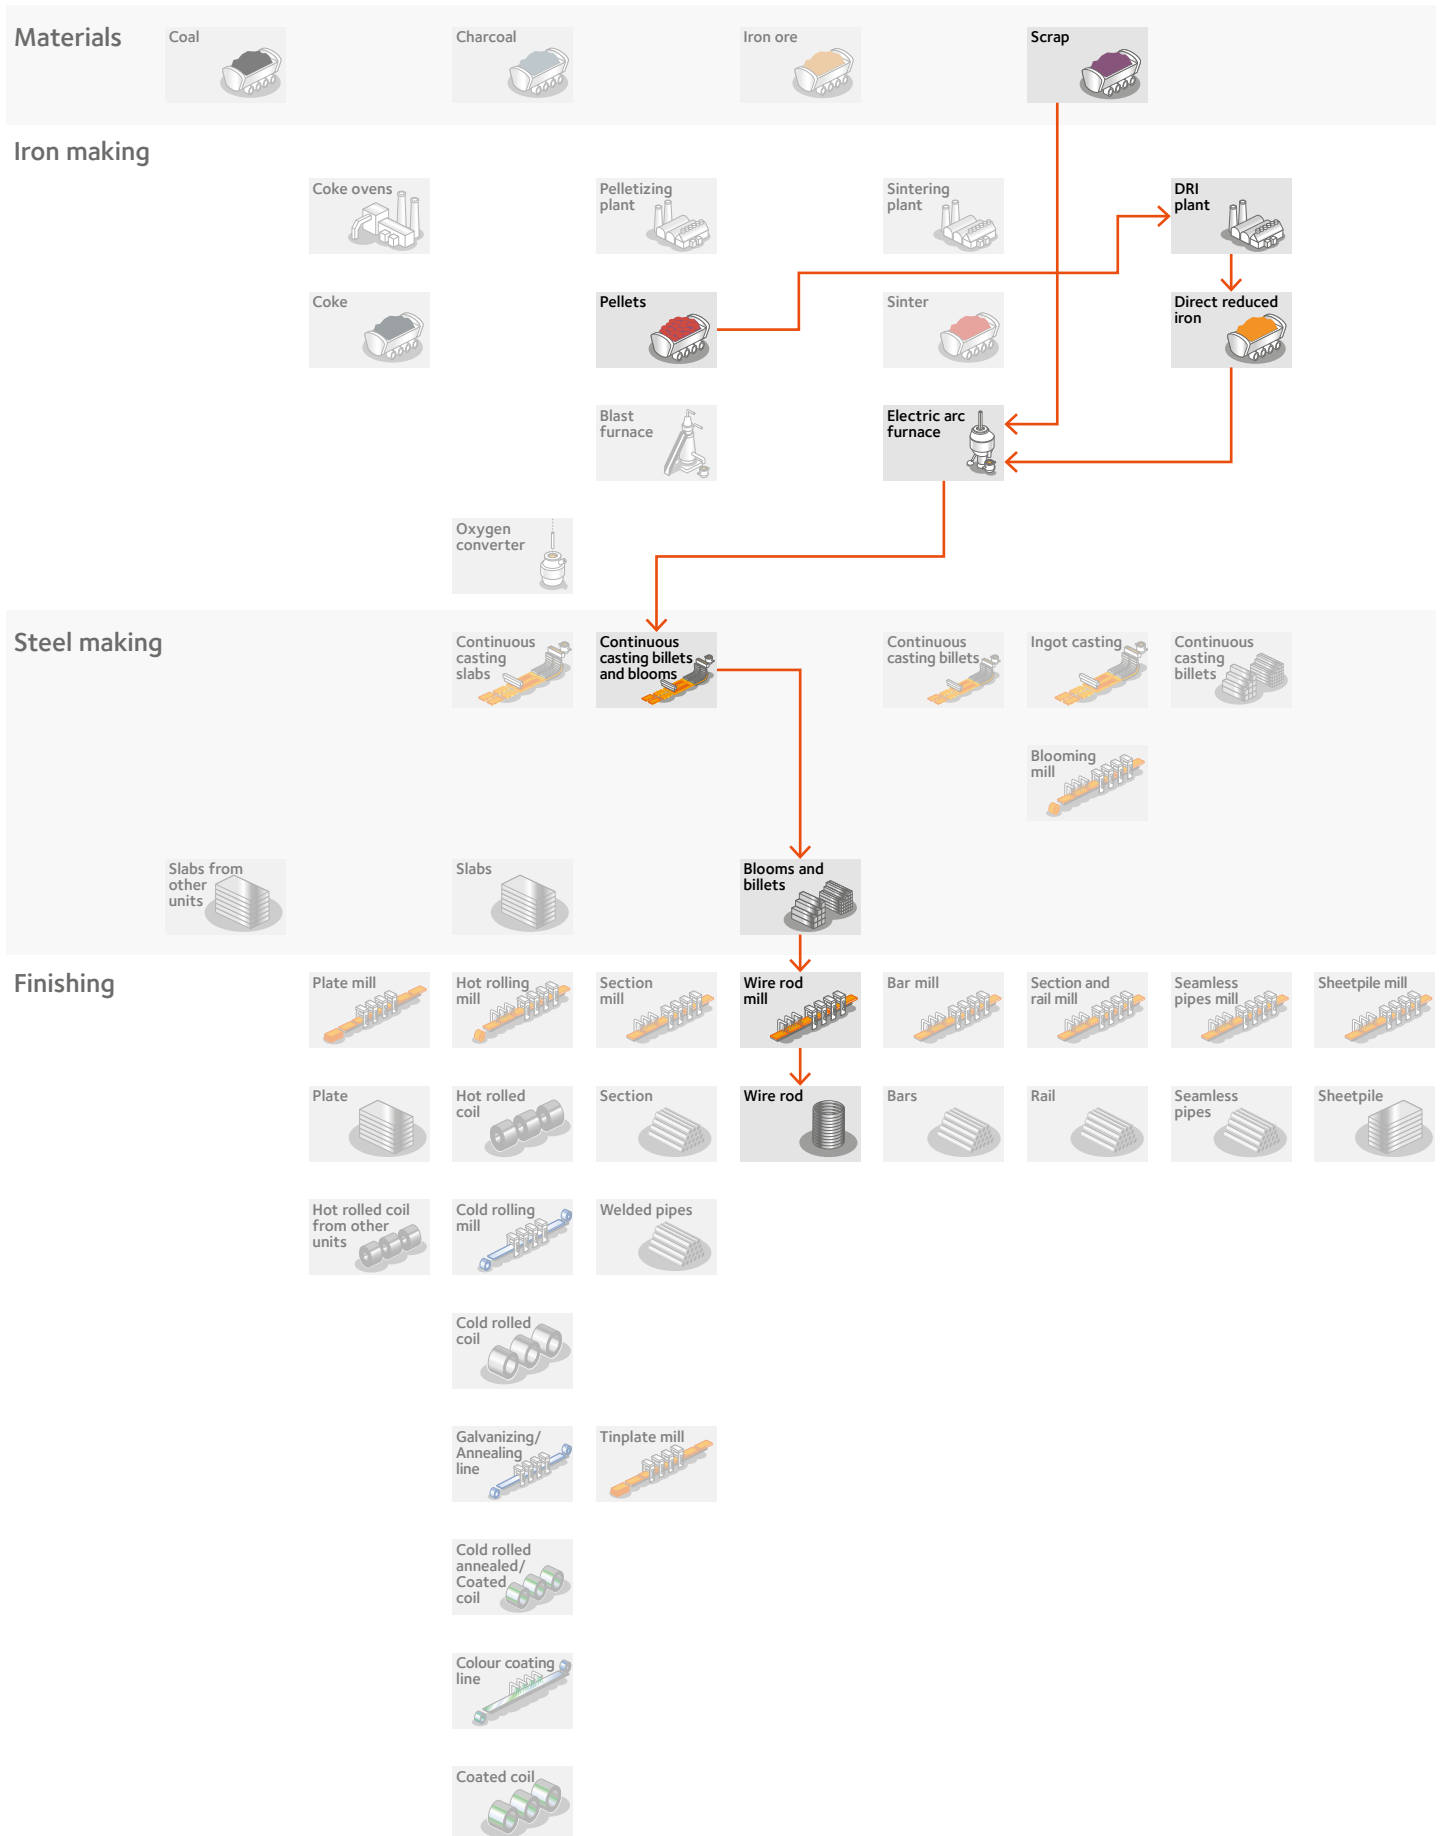 Materials
Coal
Charcoal
Iron ore
Scrap
Iron making
Coke ovens
Pelletizing
plant
Sintering
plant
DRI
plant
Coke
Pellets
Sinter
Direct reduced
iron
Blast
furnace
Electric arc
furnace
Oxygen
converter
Steel making
Continuous
casting
slabs
Continuous
casting billets
and blooms
Continuous
casting billets
Ingot casting
Continuous
casting
billets
Blooming
mill
Slabs from
other
units
Slabs
Blooms and
billets
Finishing
Plate mill
Hot rolling
mill
Section
mill
Wire rod
mill
Bar mill
Section and
rail mill
Seamless
pipes mill
Sheetpile mill
Plate
Hot rolled
coil
Section
Wire rod
Bars
Rail
Seamless
pipes
Sheetpile
Hot rolled coil
from other
units
Cold rolling
mill
Welded pipes
Cold rolled
coil
Galvanizing/
Annealing
line
Tinplate mill
Cold rolled
annealed/
Coated
coil
Colour coating
line
Coated coil